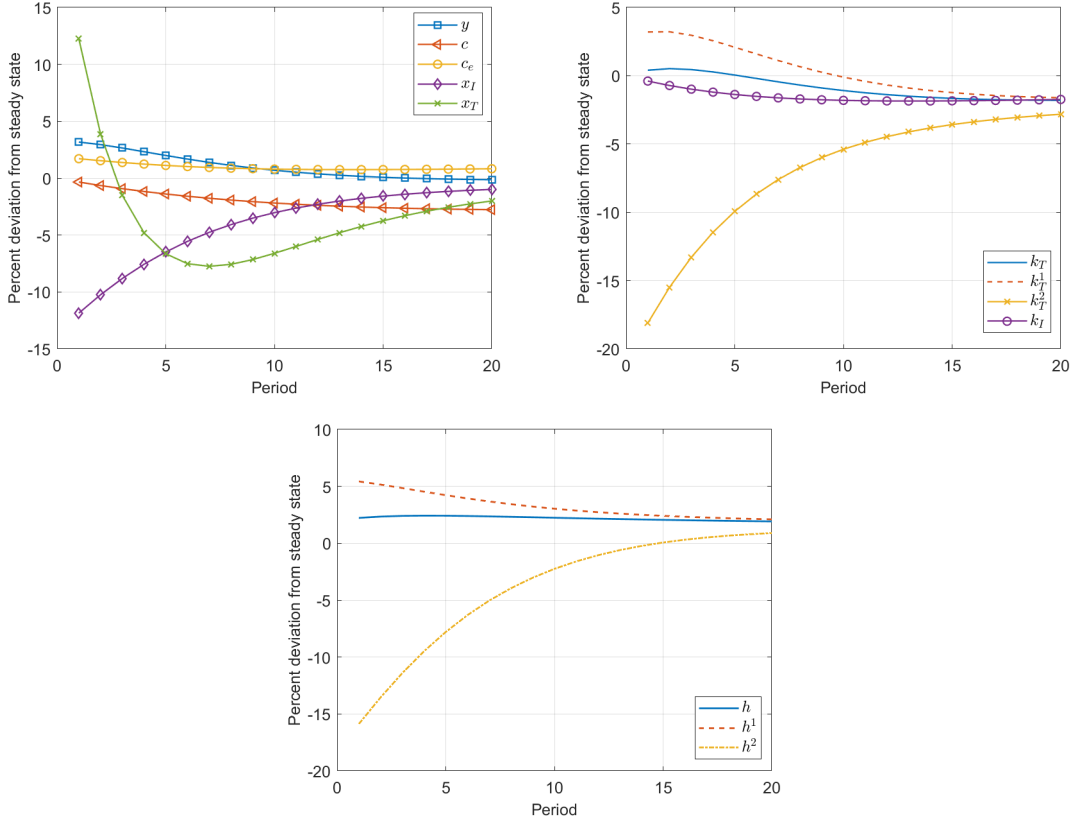 Percent deviation from steady state
15
10
5
0
-5
-10
-15
0
5
10
15
20
Period
y
c
c_e
x_I
x_T
Percent deviation from steady state
5
0
-5
-10
-15
-20
0
5
10
15
20
Period
k_T
k_T^1
k_T^2
k_I
Percent deviation from steady state
10
5
0
-5
-10
-15
-20
0
5
10
15
20
Period
h
h^1
h^2